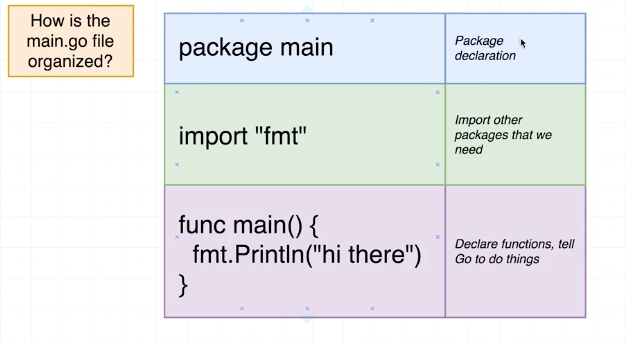 How is the
main.go file
organized?
package main
Package
declaration
import "fmt"
Import other
packages that we
need
func main() {
fmt.Println("hi there")
}
Declare functions, tell
Go to do things